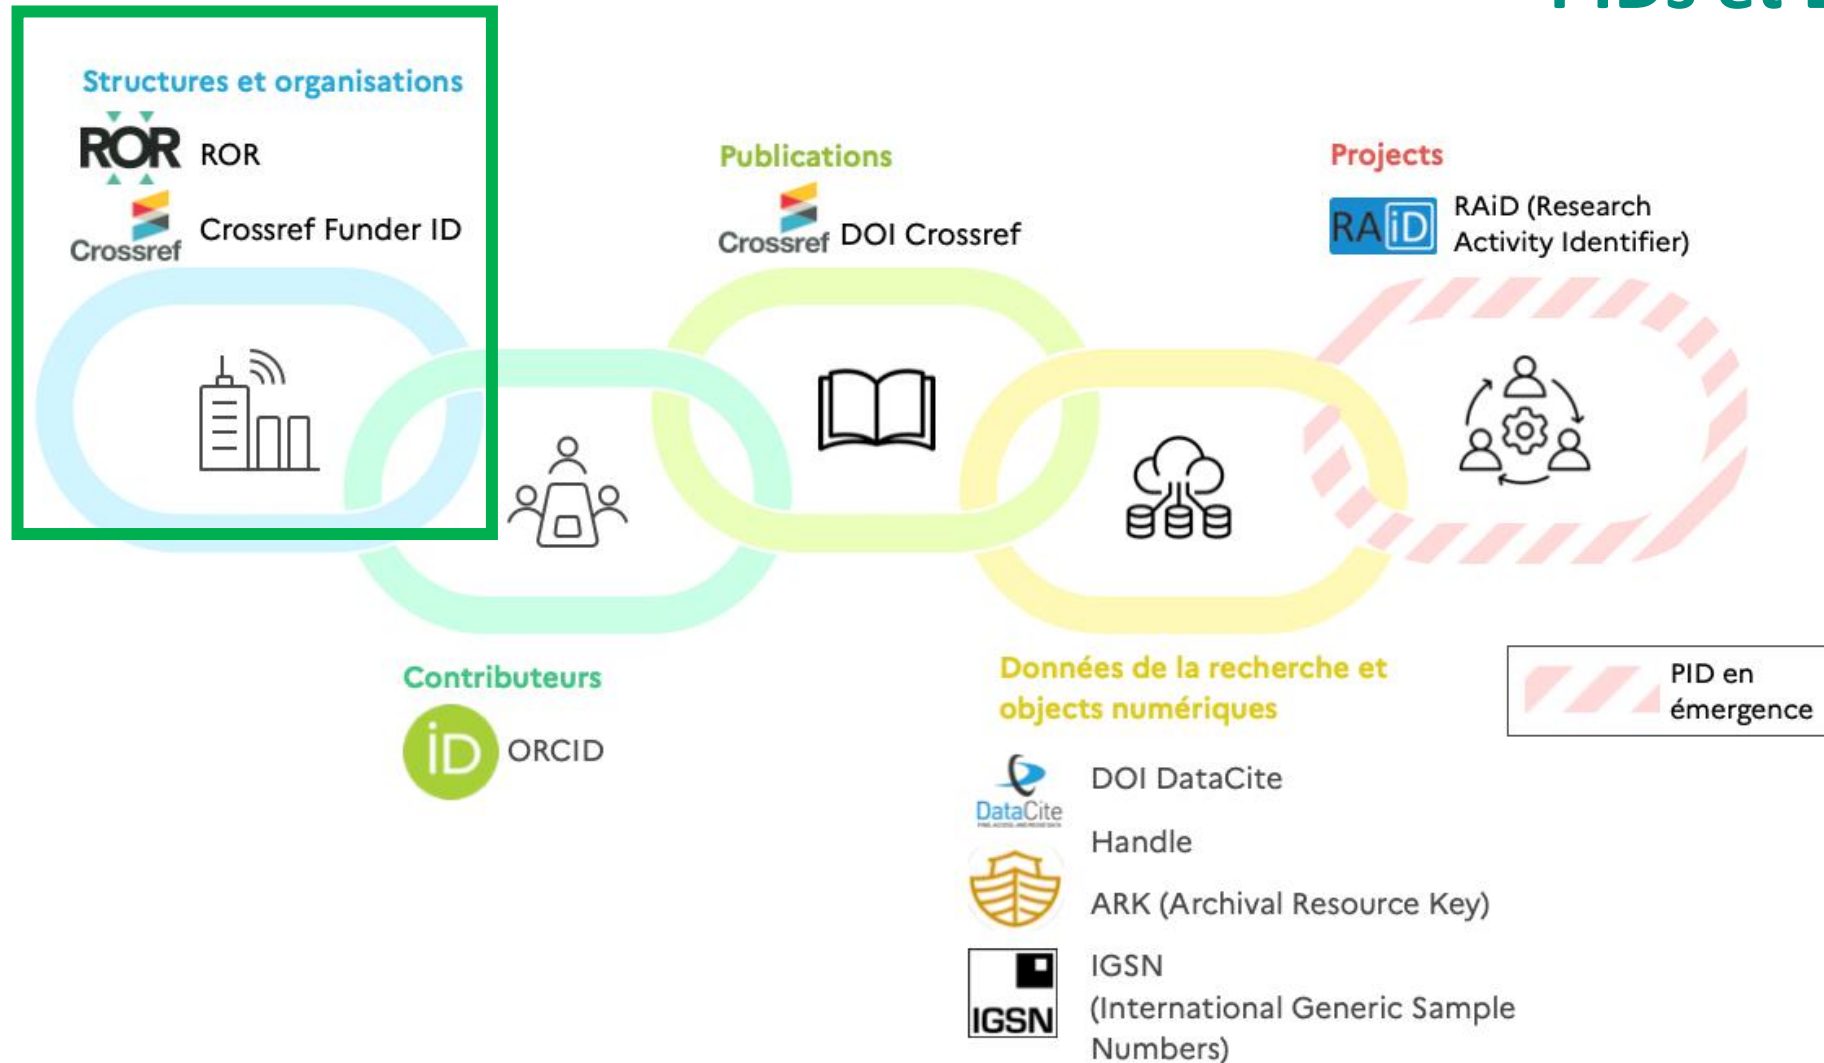 PIDs et
Structures et organisations
ROR ROR
Crossref Crossref Funder ID
Publications
Crossref DOI Crossref
Projects
RAiD RAiD (Research
Activity Identifier)
Contributeurs
iD ORCID
Données de la recherche et
objects numériques
DataCite DOI DataCite
Handle
ARK (Archival Resource Key)
IGSN IGSN
(International Generic Sample
Numbers)
PID en
émergence